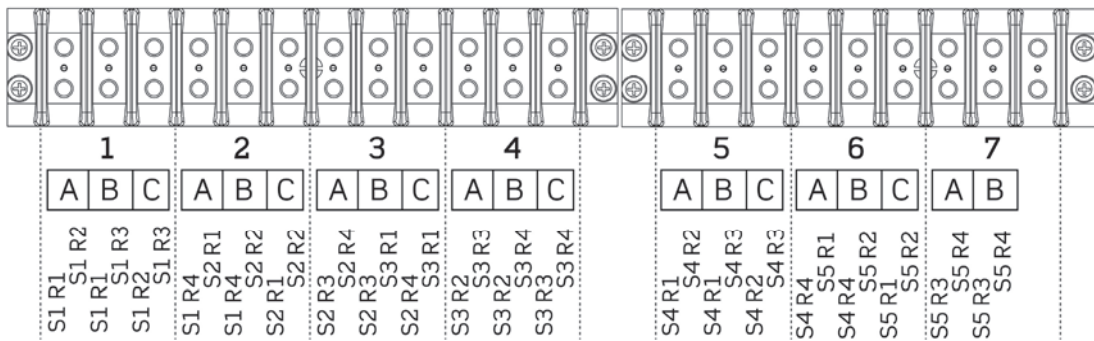 1 2 3 4 5 6 7
A B C A B C A B C A B C A B C A B C A B
S1 R1
S1 R2
S1 R1
S1 R3
S1 R2
S1 R3
S1 R4
S2 R1
S1 R4
S2 R2
S2 R1
S2 R2
S2 R3
S2 R4
S2 R3
S3 R1
S2 R4
S3 R1
S3 R2
S3 R3
S3 R2
S3 R4
S3 R3
S3 R4
S4 R1
S4 R2
S4 R1
S4 R3
S4 R2
S4 R3
S4 R4
S5 R1
S4 R4
S5 R2
S5 R1
S5 R2
S5 R3
S5 R4
S5 R3
S5 R4